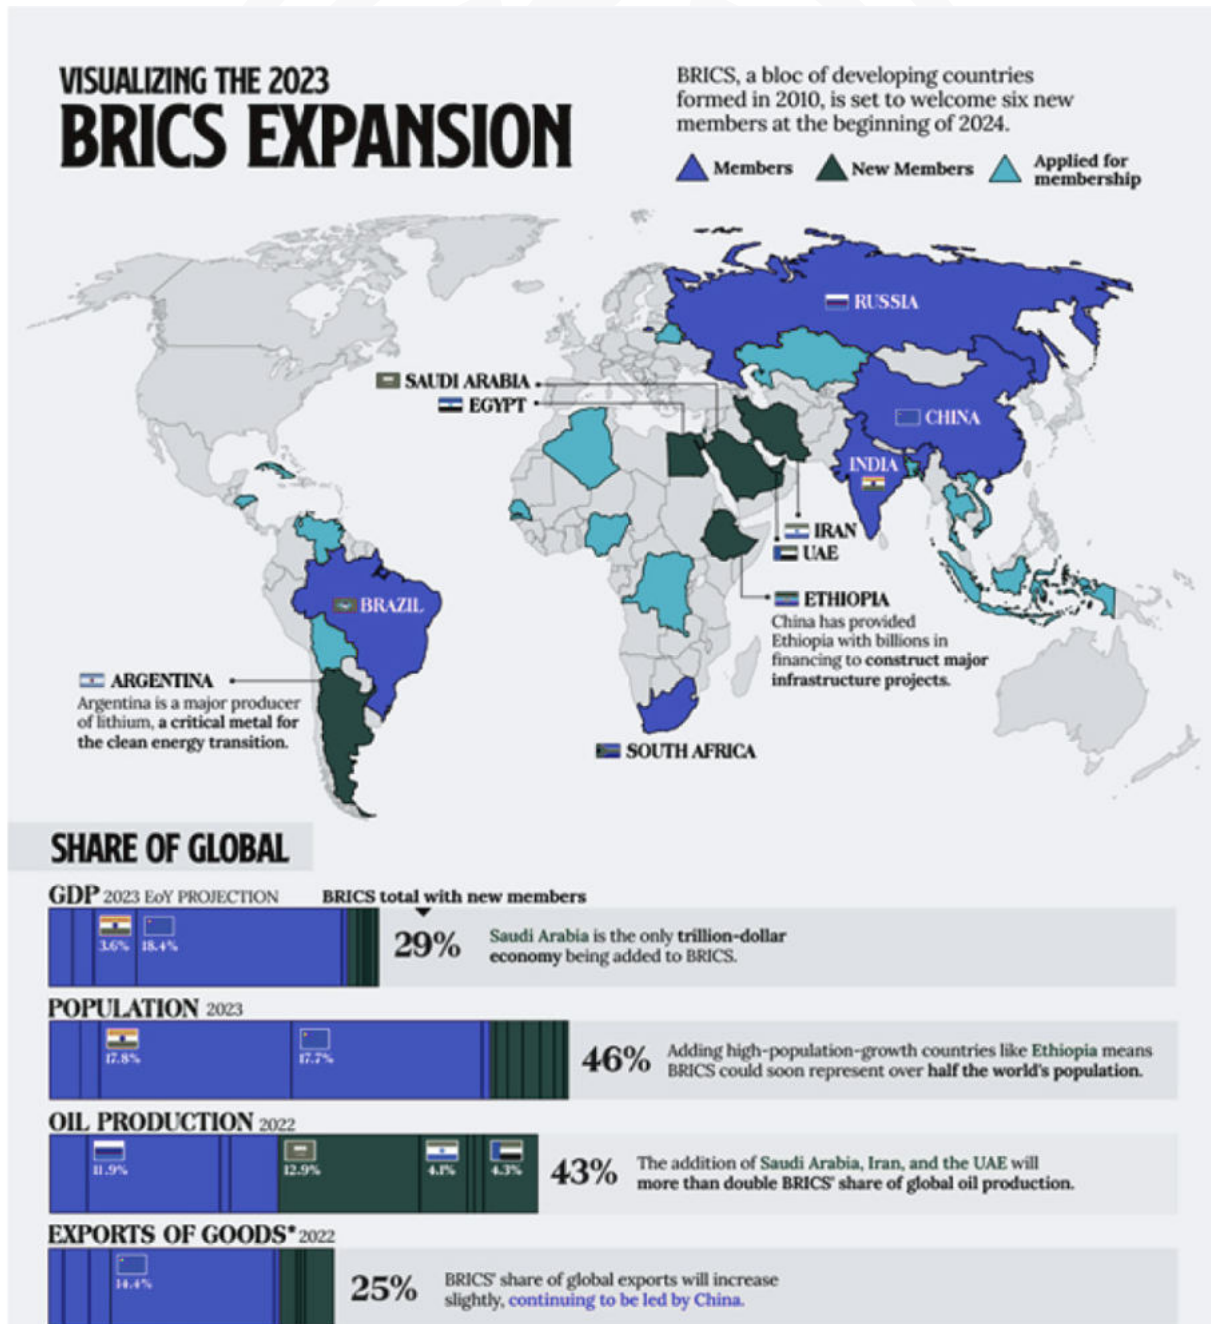 VISUALIZING THE 2023
BRICS EXPANSION
BRICS, a bloc of developing countries
formed in 2010, is set to welcome six new
members at the beginning of 2024.
Members
New Members
Applied for
membership
RUSSIA
SAUDI ARABIA
EGYPT
CHINA
INDIA
IRAN
UAE
BRAZIL
ETHIOPIA
China has provided
Ethiopia with billions in
financing to construct major
infrastructure projects.
ARGENTINA
Argentina is a major producer
of lithium, a critical metal for
the clean energy transition.
SOUTH AFRICA
SHARE OF GLOBAL
GDP 2023 EoY PROJECTION
BRICS total with new members
3.6% 18.4%
29%
Saudi Arabia is the only trillion-dollar
economy being added to BRICS.
POPULATION 2023
17.8% 17.7%
46%
Adding high-population-growth countries like Ethiopia means
BRICS could soon represent over half the world's population.
OIL PRODUCTION 2022
11.9% 12.9% 4.1% 4.3%
43%
The addition of Saudi Arabia, Iran, and the UAE will
more than double BRICS' share of global oil production.
EXPORTS OF GOODS* 2022
14.4%
25%
BRICS' share of global exports will increase
slightly, continuing to be led by China.